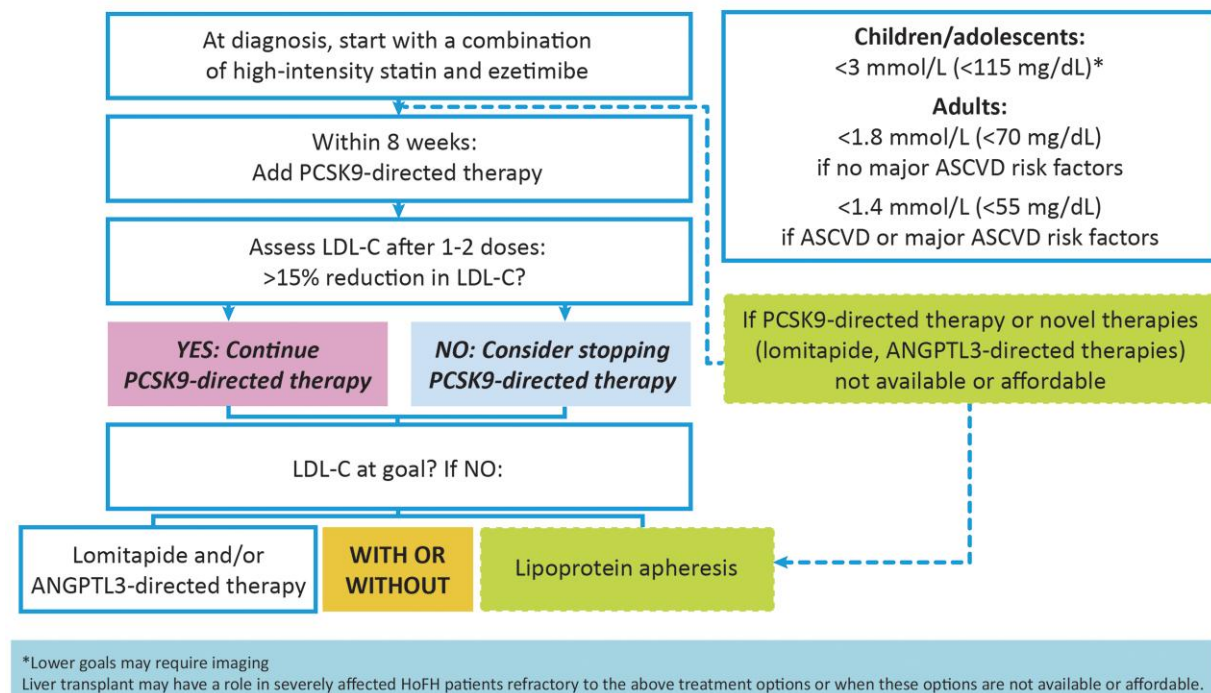 At diagnosis, start with a combination
of high-intensity statin and ezetimibe
Within 8 weeks:
Add PCSK9-directed therapy
Assess LDL-C after 1-2 doses:
>15% reduction in LDL-C?
YES: Continue
PCSK9-directed therapy
NO: Consider stopping
PCSK9-directed therapy
LDL-C at goal? If NO:
Lomitapide and/or
ANGPTL3-directed therapy
WITH OR
WITHOUT
Lipoprotein apheresis
Children/adolescents:
<3 mmol/L (<115 mg/dL)*
Adults:
<1.8 mmol/L (<70 mg/dL)
if no major ASCVD risk factors
<1.4 mmol/L (<55 mg/dL)
if ASCVD or major ASCVD risk factors
If PCSK9-directed therapy or novel therapies
(lomitapide, ANGPTL3-directed therapies)
not available or affordable
*Lower goals may require imaging
Liver transplant may have a role in severely affected HoFH patients refractory to the above treatment options or when these options are not available or affordable.